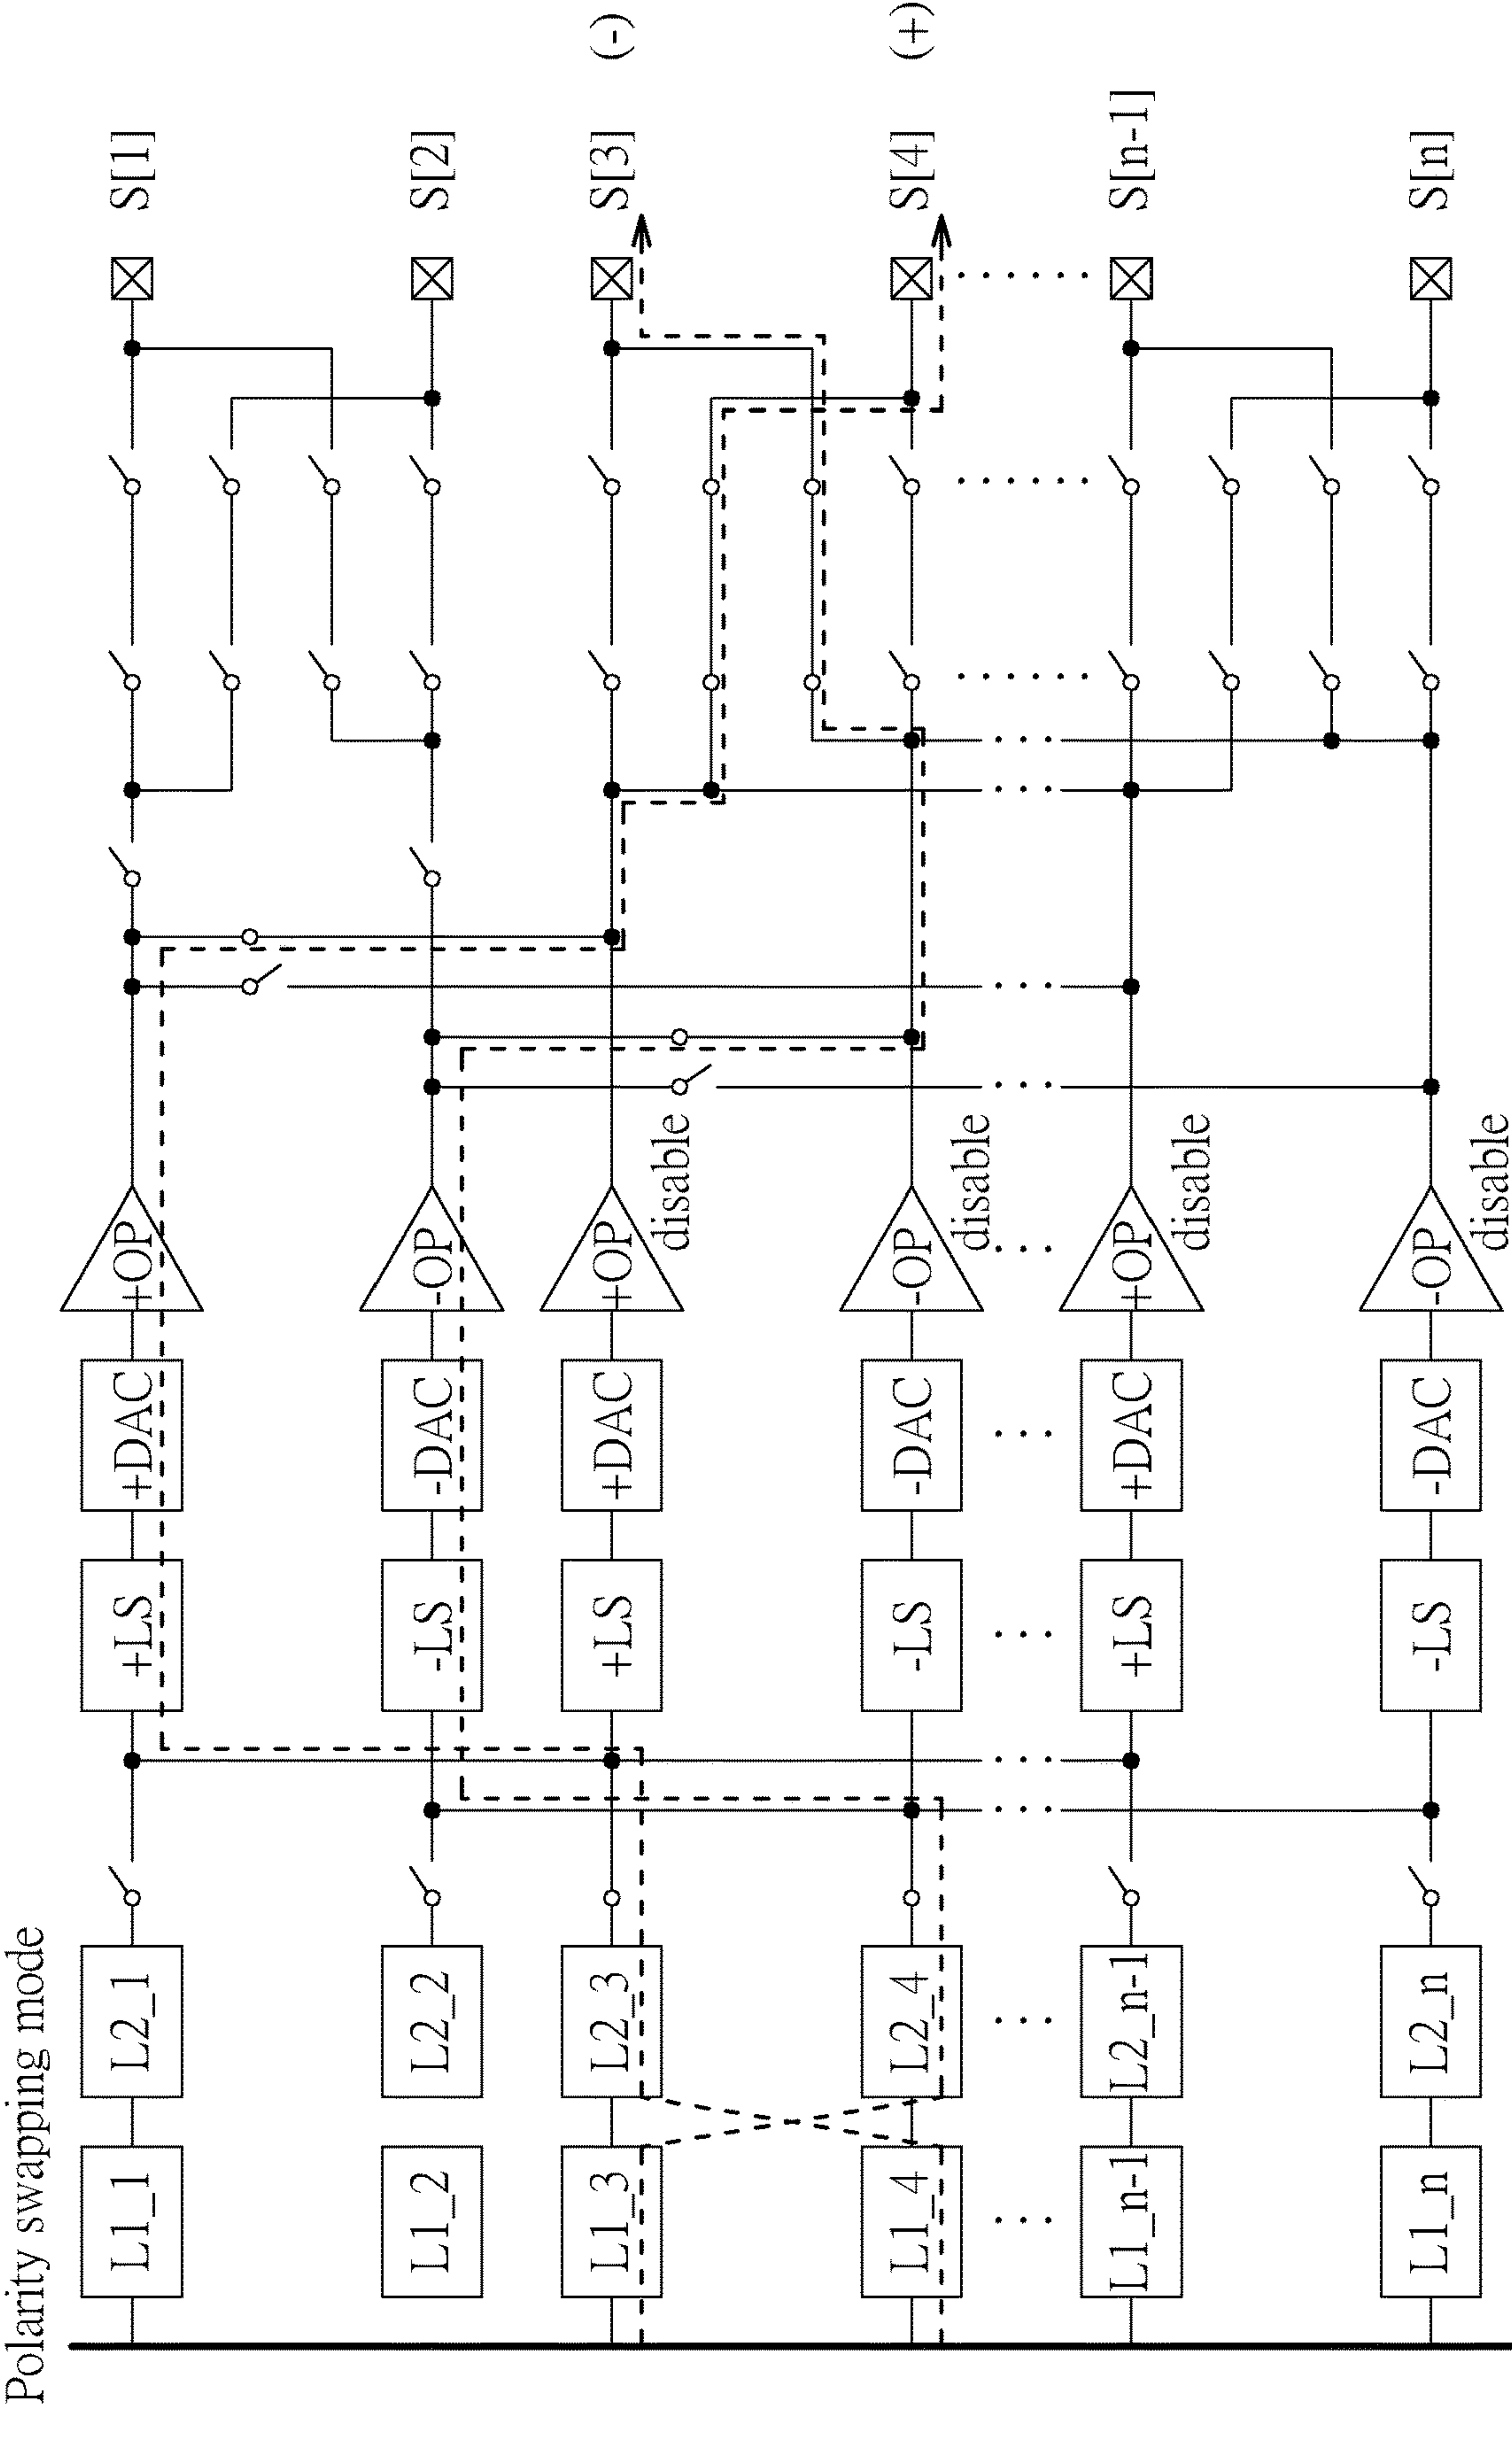 Polarity swapping mode
L1_1 L2_1 +LS +DAC +OP S[1]
L1_2 L2_2 -LS -DAC -OP S[2]
L1_3 L2_3 +LS +DAC +OP disable S[3] (-)
L1_4 L2_4 -LS -DAC -OP disable S[4] (+)
L1_n-1 L2_n-1 +LS +DAC +OP disable S[n-1]
L1_n L2_n -LS -DAC -OP disable S[n]